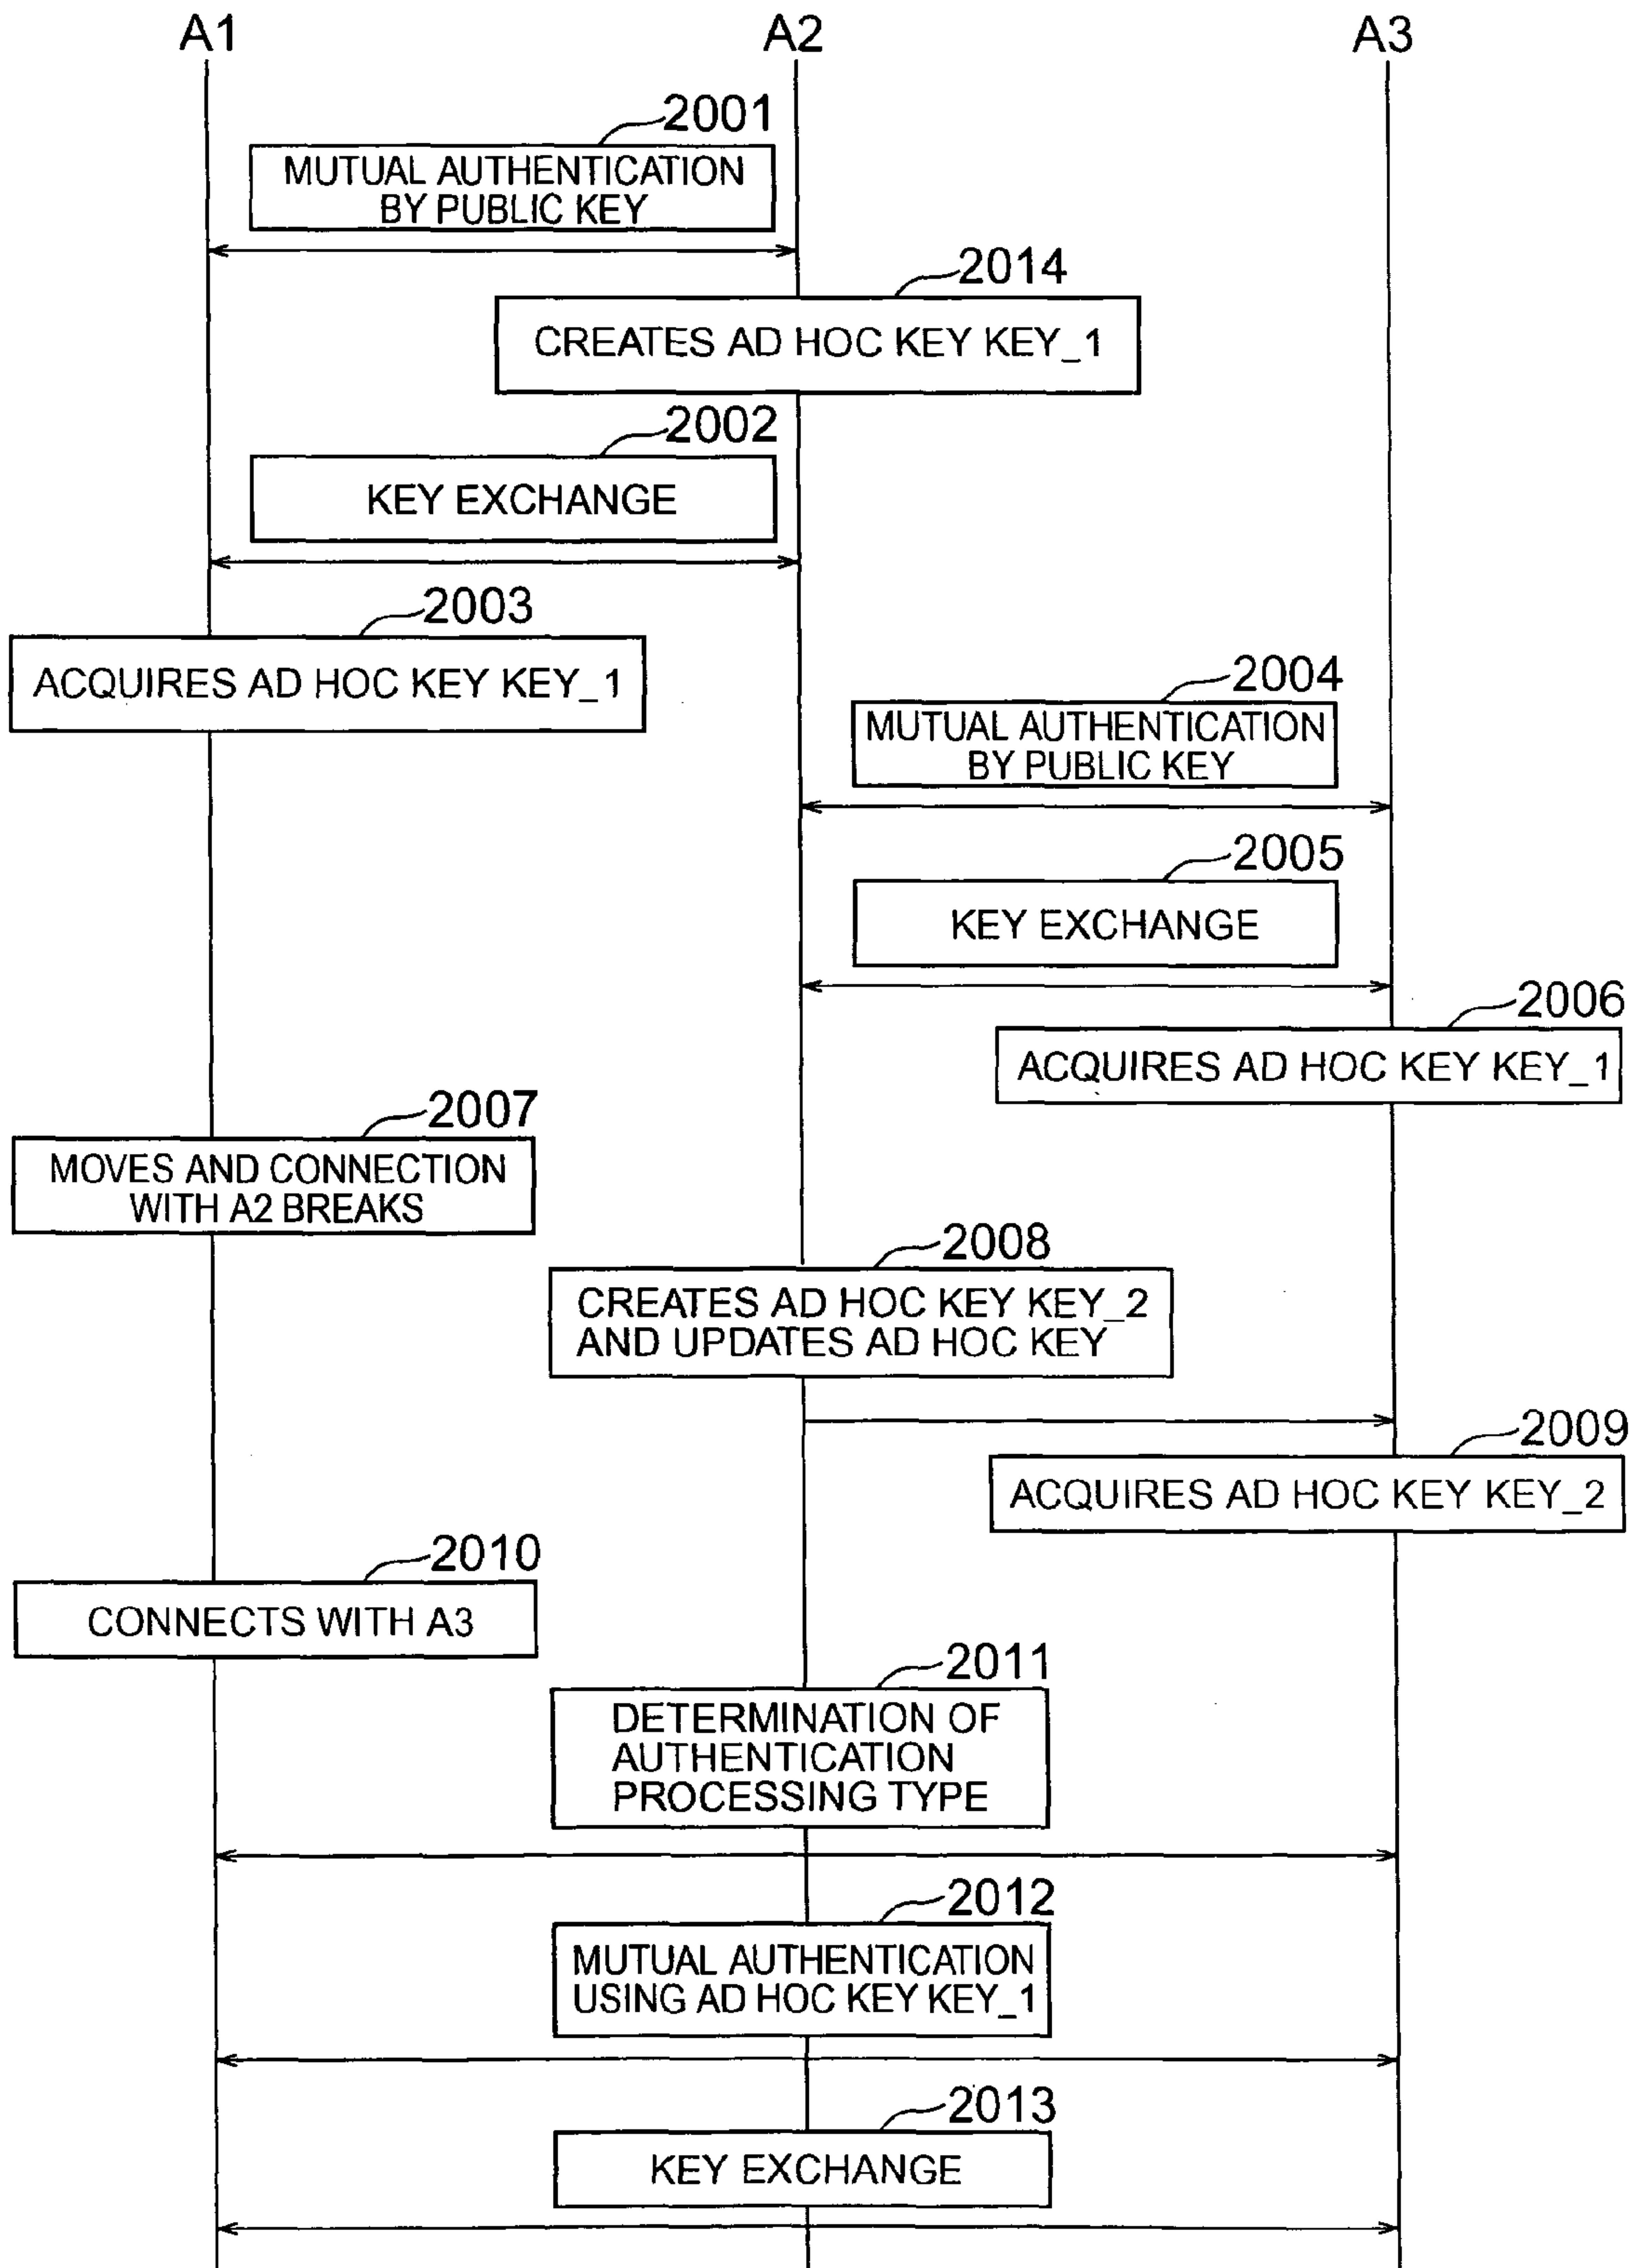 A1
A2
A3
2001
MUTUAL AUTHENTICATION
BY PUBLIC KEY
2014
CREATES AD HOC KEY KEY_1
2002
KEY EXCHANGE
2003
ACQUIRES AD HOC KEY KEY_1
2004
MUTUAL AUTHENTICATION
BY PUBLIC KEY
2005
KEY EXCHANGE
2006
ACQUIRES AD HOC KEY KEY_1
2007
MOVES AND CONNECTION
WITH A2 BREAKS
2008
CREATES AD HOC KEY KEY_2
AND UPDATES AD HOC KEY
2009
ACQUIRES AD HOC KEY KEY_2
2010
CONNECTS WITH A3
2011
DETERMINATION OF
AUTHENTICATION
PROCESSING TYPE
2012
MUTUAL AUTHENTICATION
USING AD HOC KEY KEY_1
2013
KEY EXCHANGE